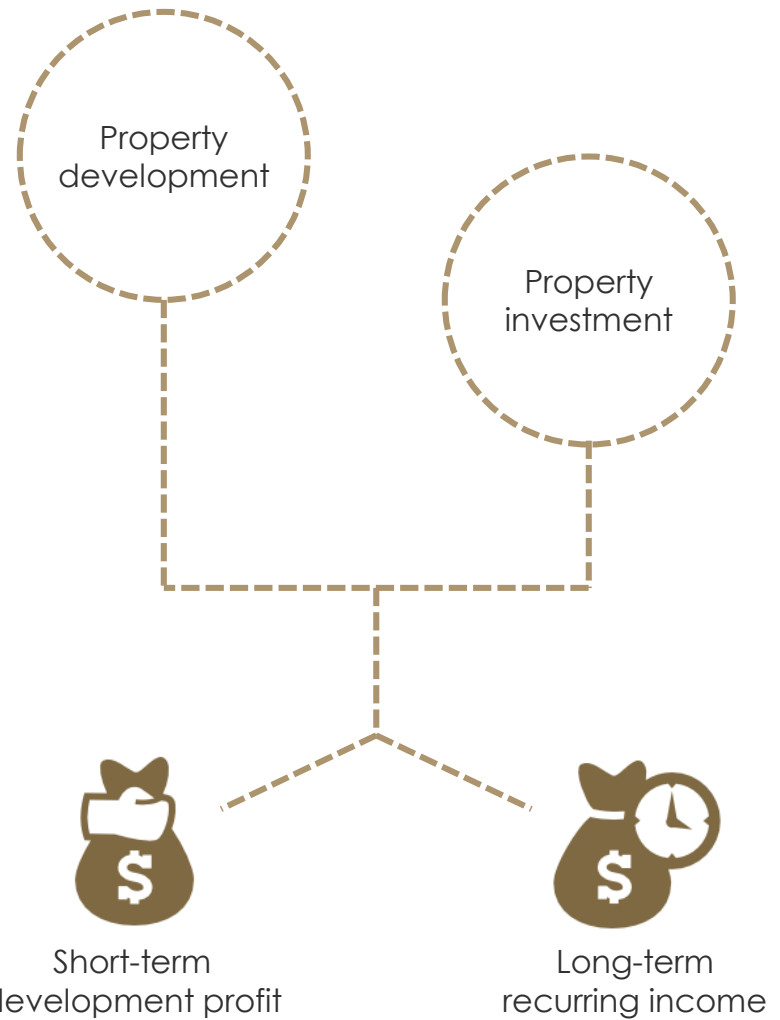 Property
development
Property
investment
$
$
Short-term
development profit
Long-term
recurring income